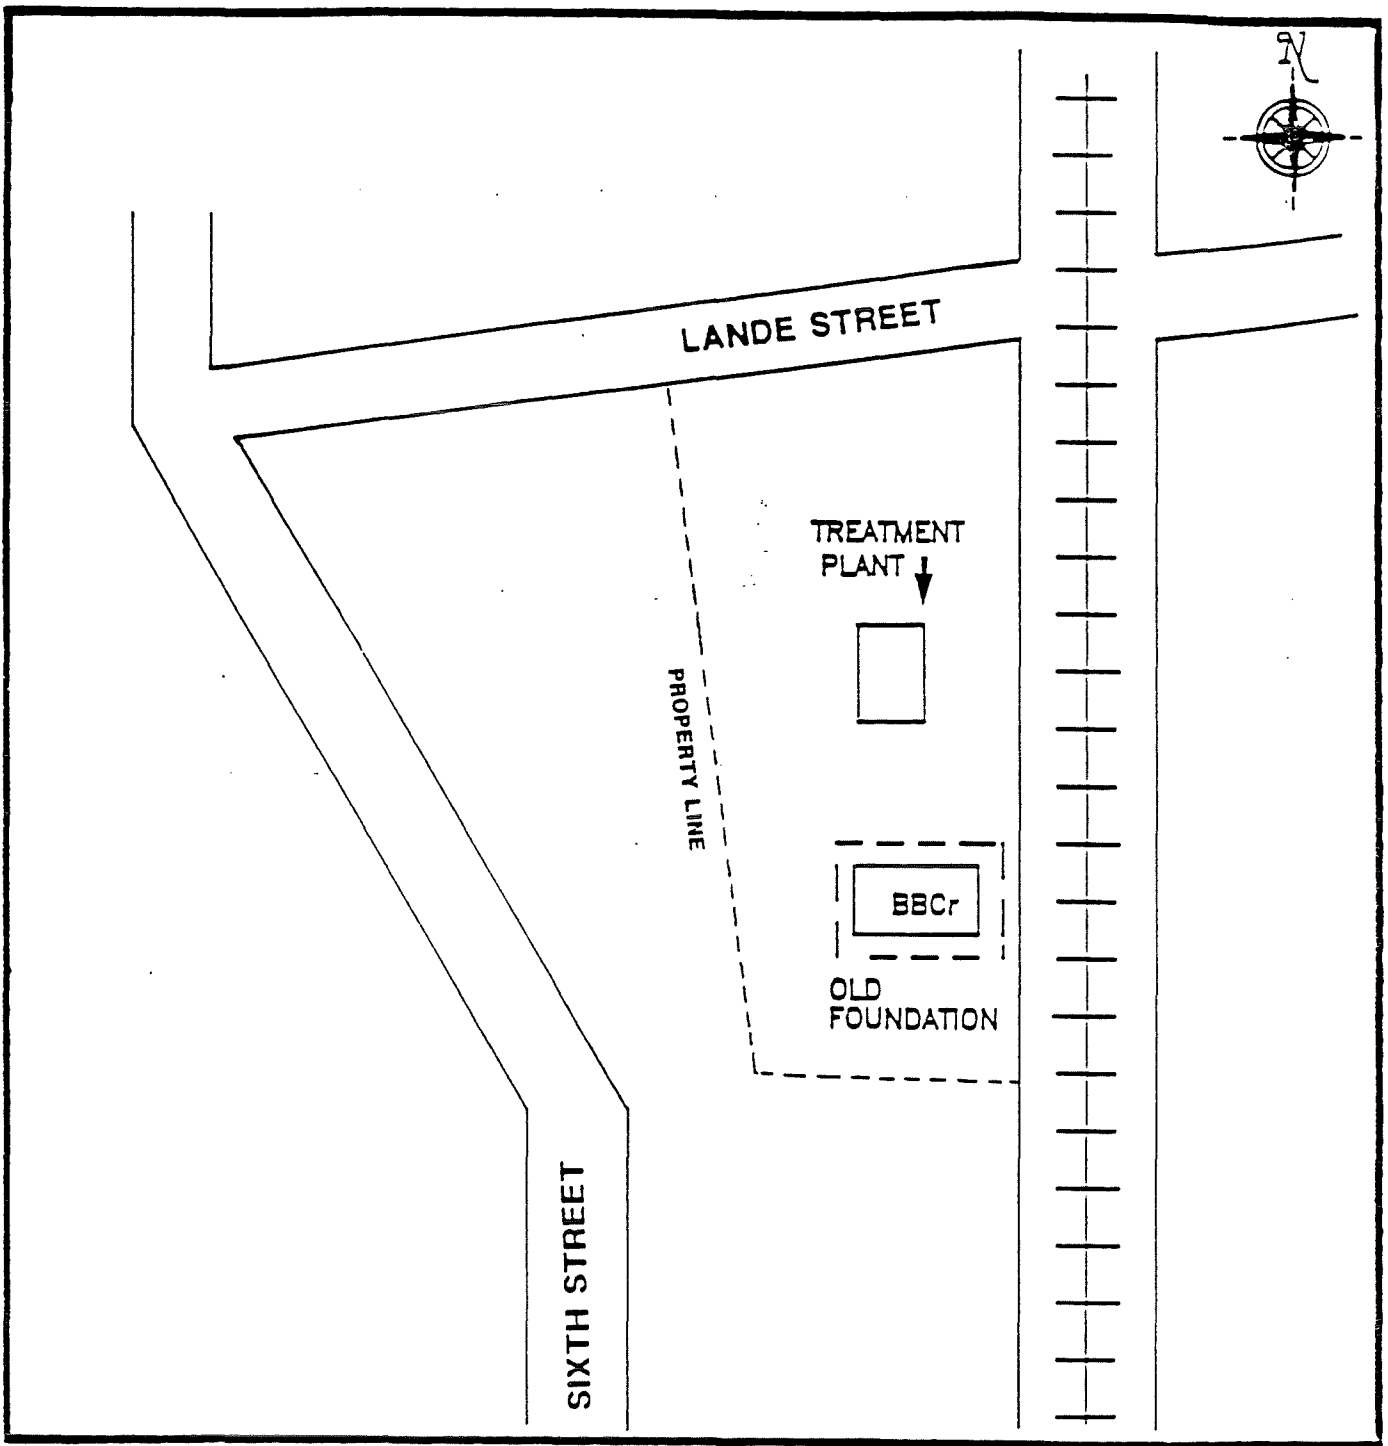 N
LANDE STREET
TREATMENT
PLANT
PROPERTY LINE
BBCr
OLD
FOUNDATION
SIXTH STREET